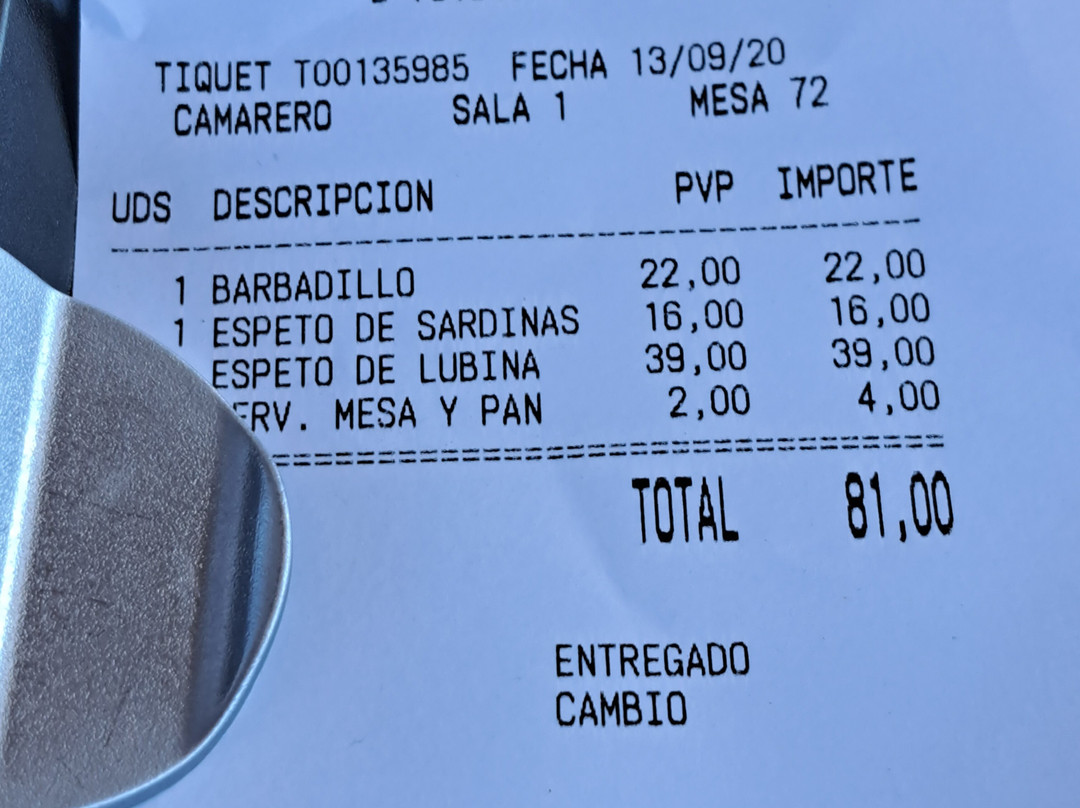 TIQUET T00135985 FECHA 13/09/20
CAMARERO SALA 1 MESA 72
UDS DESCRIPCION PVP IMPORTE
1 BARBADILLO 22,00 22,00
1 ESPETO DE SARDINAS 16,00 16,00
ESPETO DE LUBINA 39,00 39,00
ERV. MESA Y PAN 2,00 4,00
TOTAL 81,00
ENTREGADO
CAMBIO